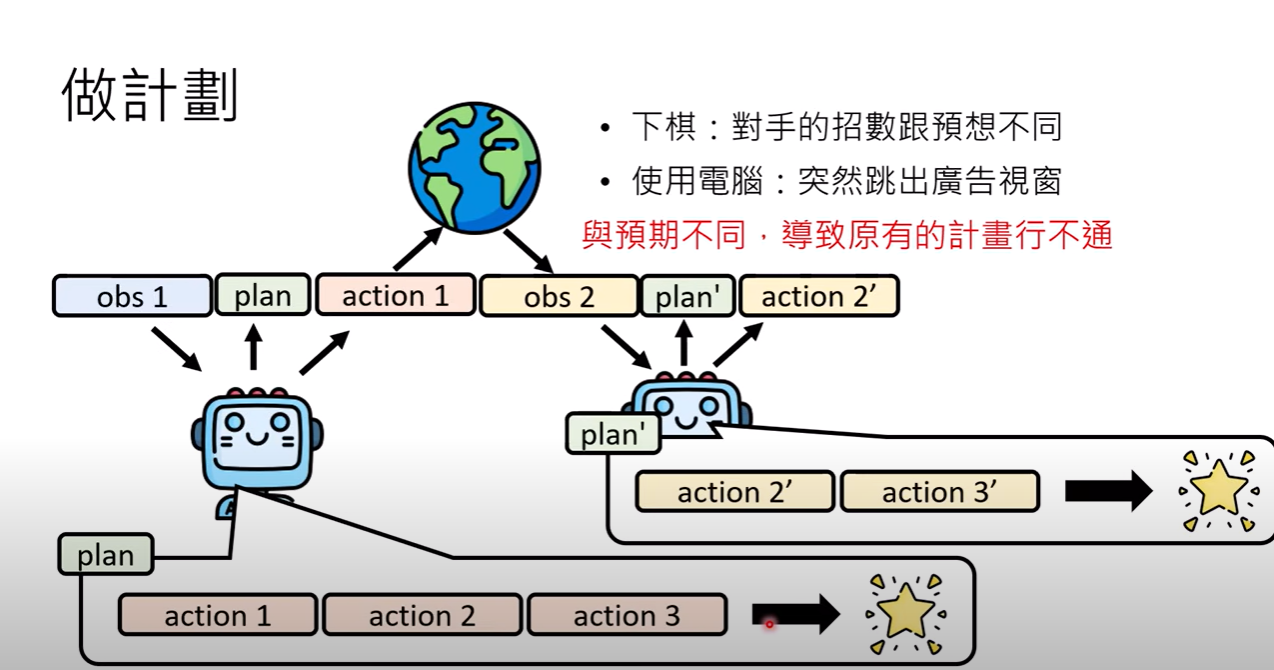 做計劃
• 下棋：對手的招數跟預想不同
• 使用電腦：突然跳出廣告視窗
與預期不同，導致原有的計畫行不通
obs 1
plan
action 1
obs 2
plan'
action 2’
plan'
action 2’
action 3’
plan
action 1
action 2
action 3